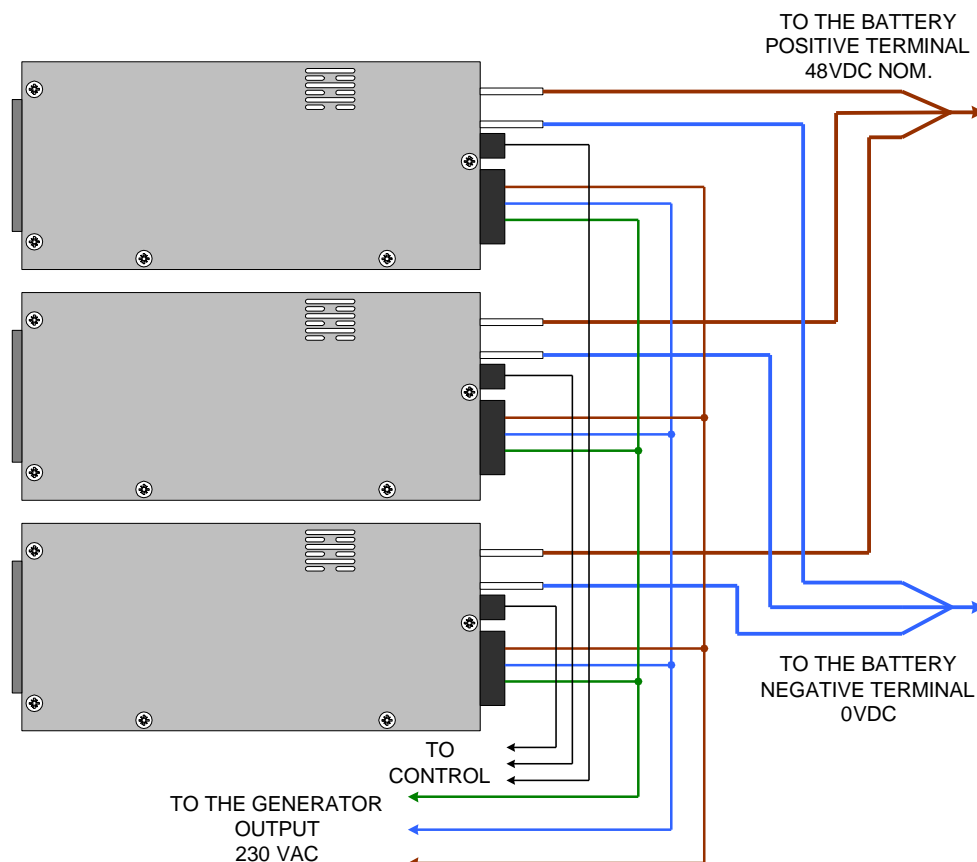 TO THE BATTERY
POSITIVE TERMINAL
48VDC NOM.
TO THE BATTERY
NEGATIVE TERMINAL
0VDC
TO
CONTROL
TO THE GENERATOR
OUTPUT
230 VAC